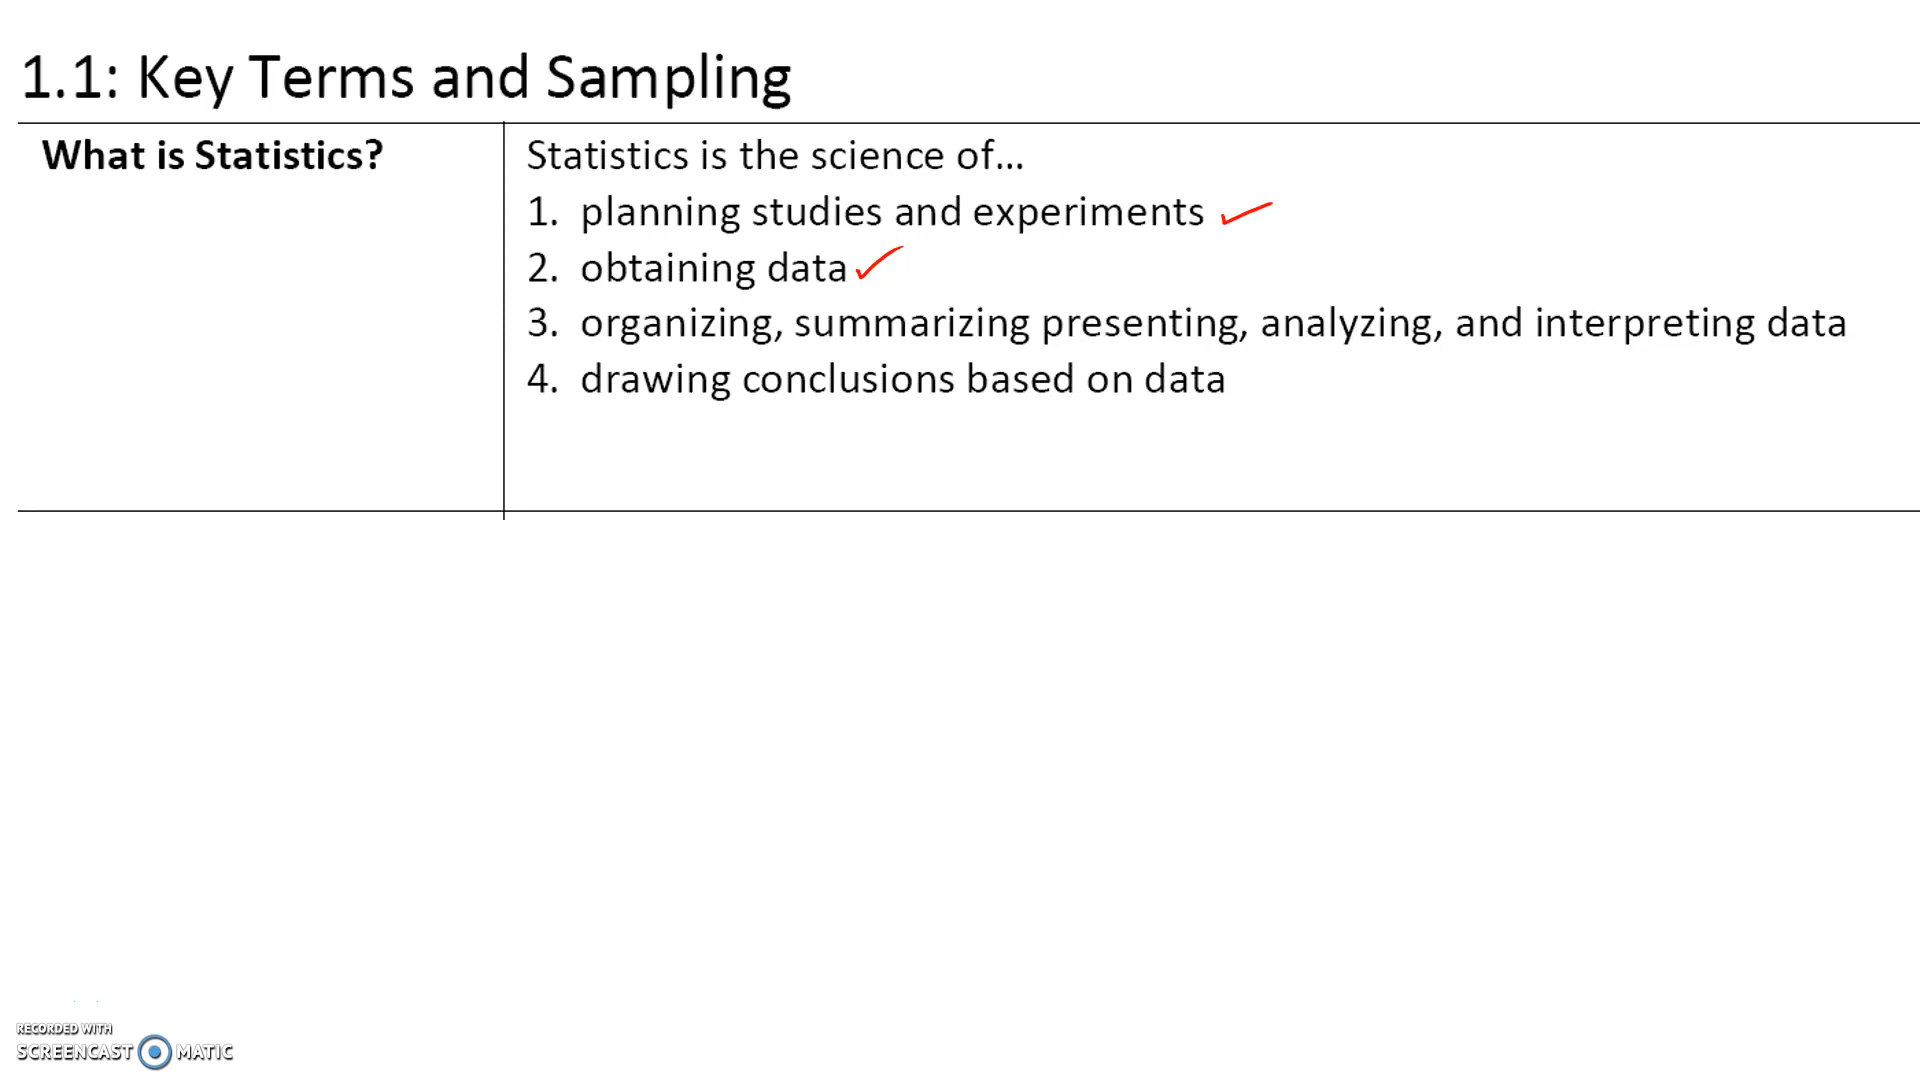 1.1: Key Terms and Sampling
What is Statistics?
Statistics is the science of...
1. planning studies and experiments
2. obtaining data
3. organizing, summarizing presenting, analyzing, and interpreting data
4. drawing conclusions based on data
RECORDED WITH
SCREENCAST MATIC